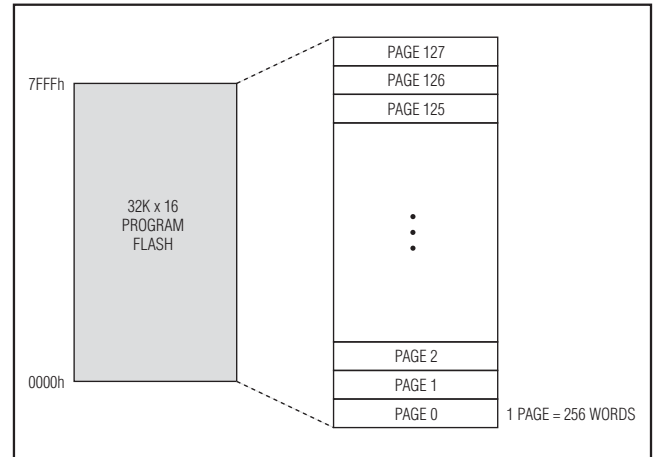 PAGE 127
7FFFh
PAGE 126
PAGE 125
32K x 16
PROGRAM
FLASH
PAGE 2
0000h
PAGE 1
PAGE 0
1 PAGE = 256 WORDS